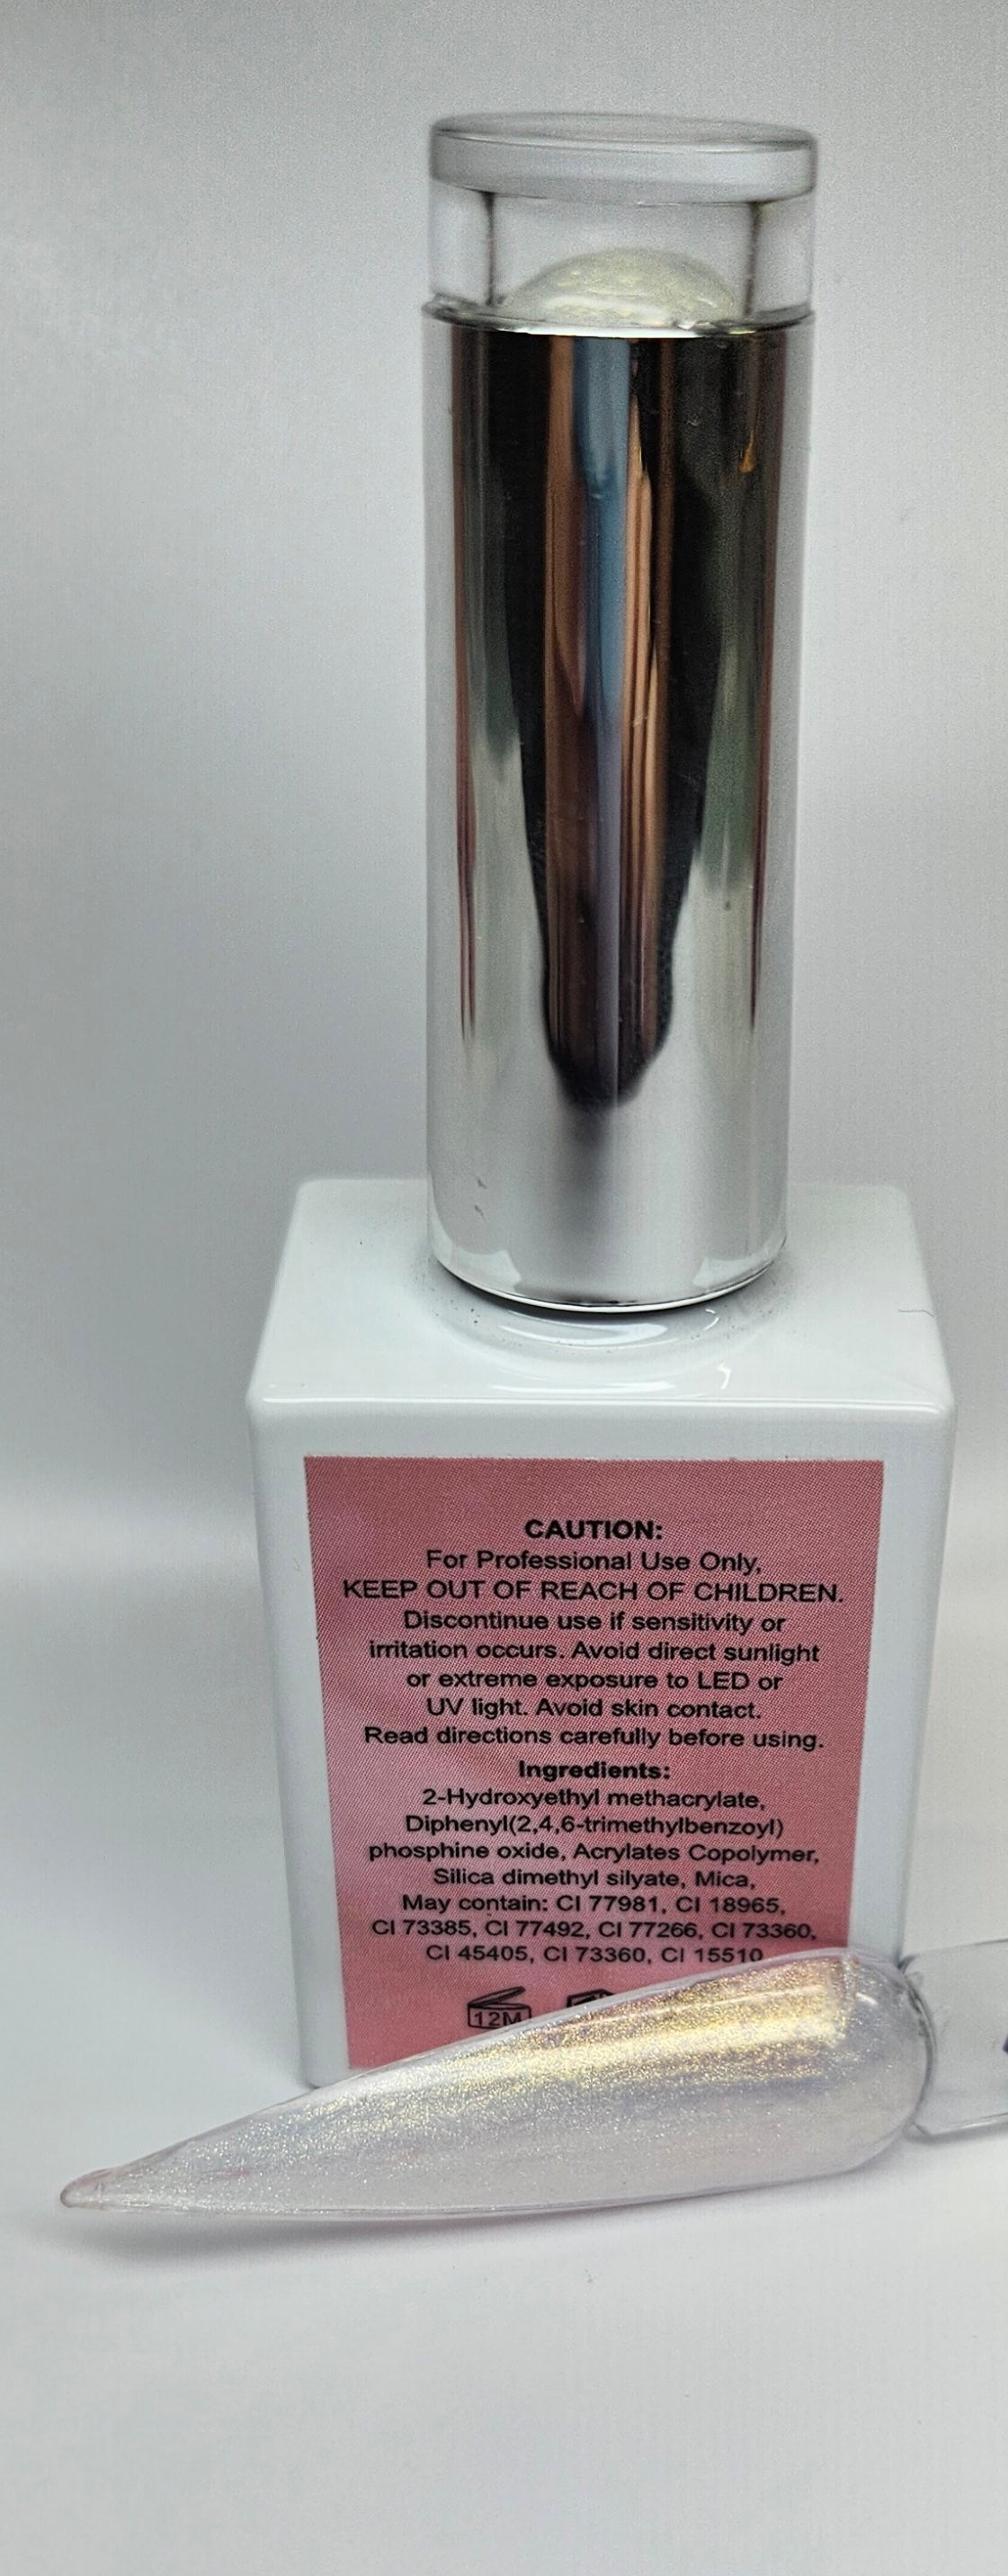 CAUTION:
For Professional Use Only,
KEEP OUT OF REACH OF CHILDREN.
Discontinue use if sensitivity or
irritation occurs. Avoid direct sunlight
or extreme exposure to LED or
UV light. Avoid skin contact.
Read directions carefully before using.
Ingredients:
2-Hydroxyethyl methacrylate,
Diphenyl(2,4,6-trimethylbenzoyl)
phosphine oxide, Acrylates Copolymer,
Silica dimethyl silyate, Mica,
May contain: CI 77981, CI 18965,
CI 73385, CI 77492, CI 77266, CI 73360,
CI 45405, CI 73360, CI 15510
12M